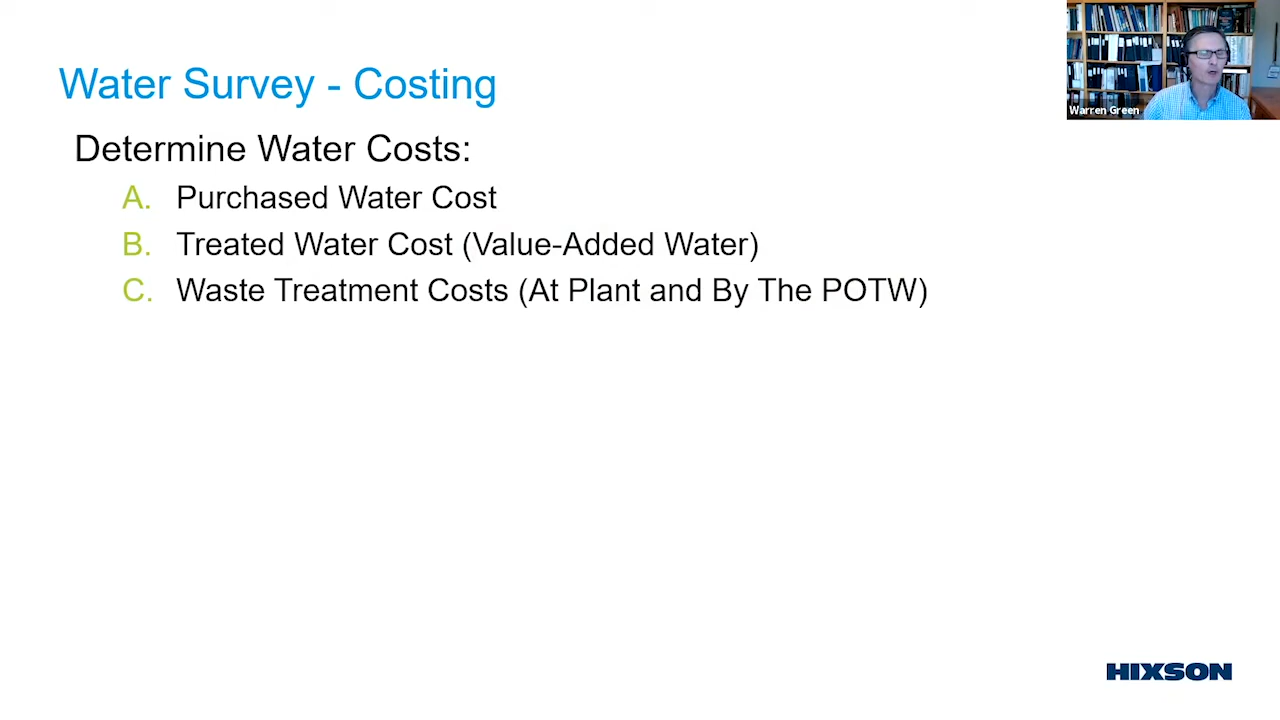 Water Survey - Costing
Determine Water Costs:
A. Purchased Water Cost
B. Treated Water Cost (Value-Added Water)
C. Waste Treatment Costs (At Plant and By The POTW)
Warren Green
HIXSON